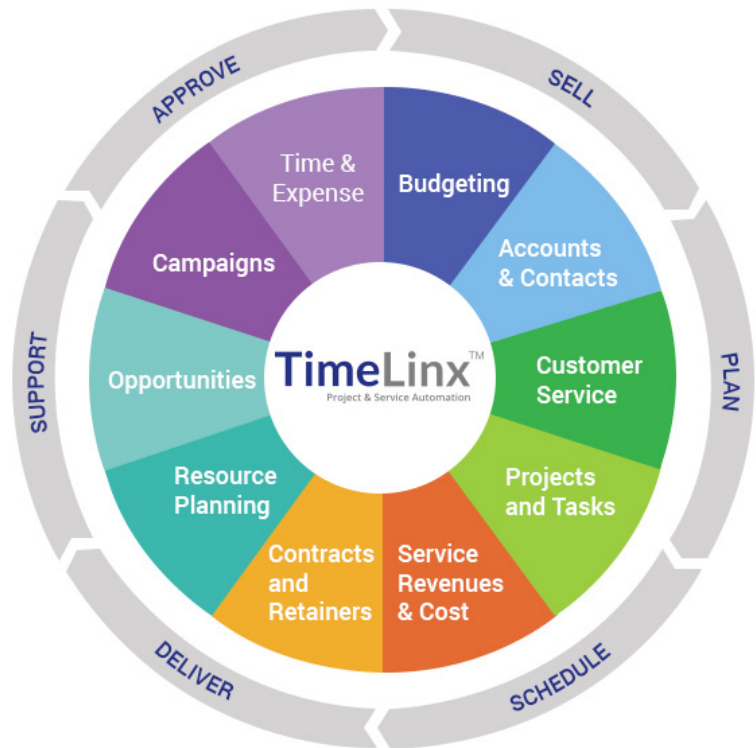 APPROVE
SELL
PLAN
SCHEDULE
DELIVER
SUPPORT
Time &
Expense
Budgeting
Accounts
& Contacts
Customer
Service
Projects
and Tasks
Service
Revenues
& Cost
Contracts
and
Retainers
Resource
Planning
Opportunities
Campaigns
TimeLinx™
Project & Service Automation